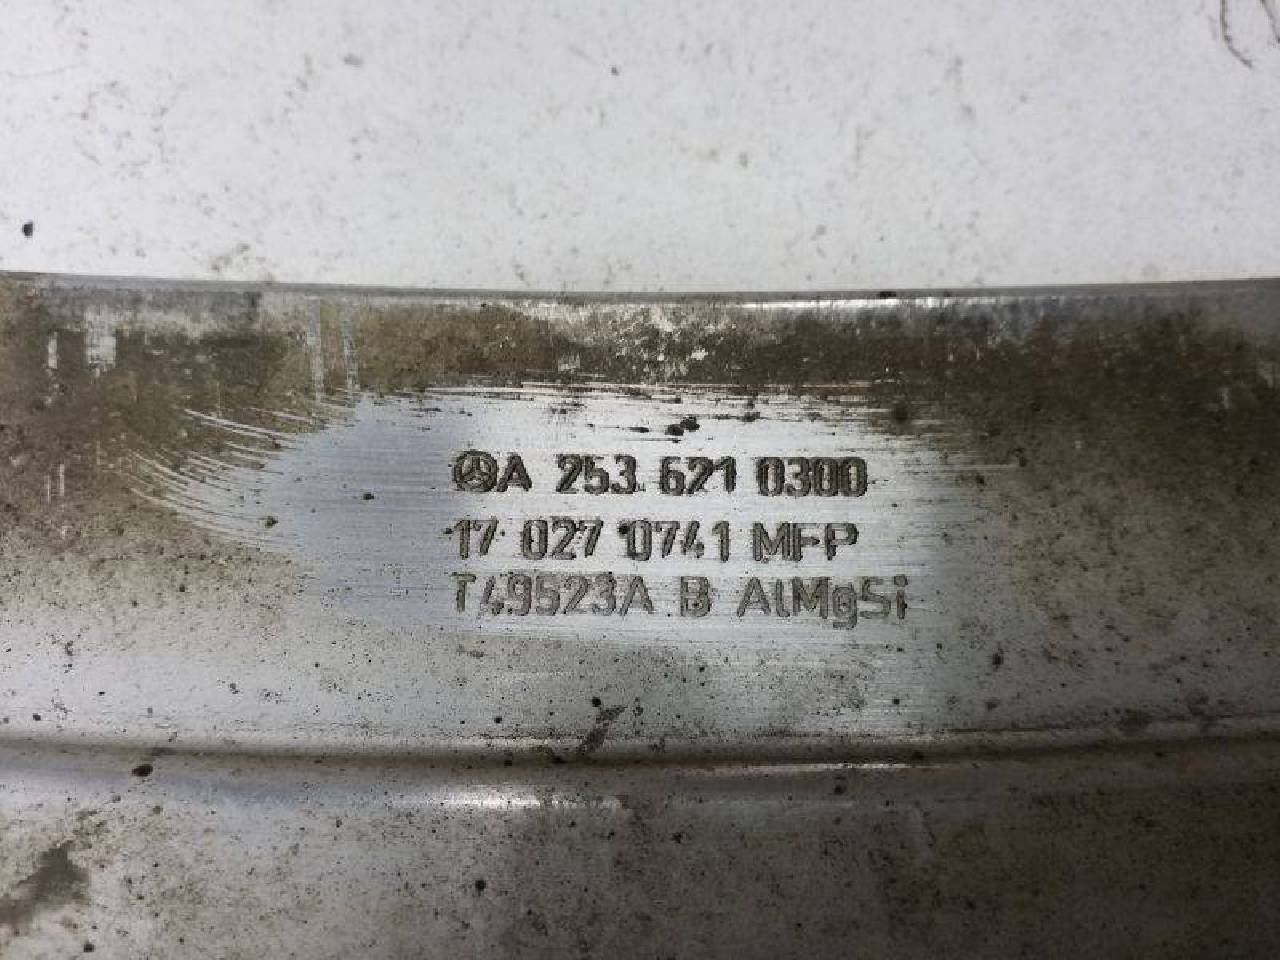 A 253 621 0300
17 027 0741 MFP
T49523A B AlMgSi